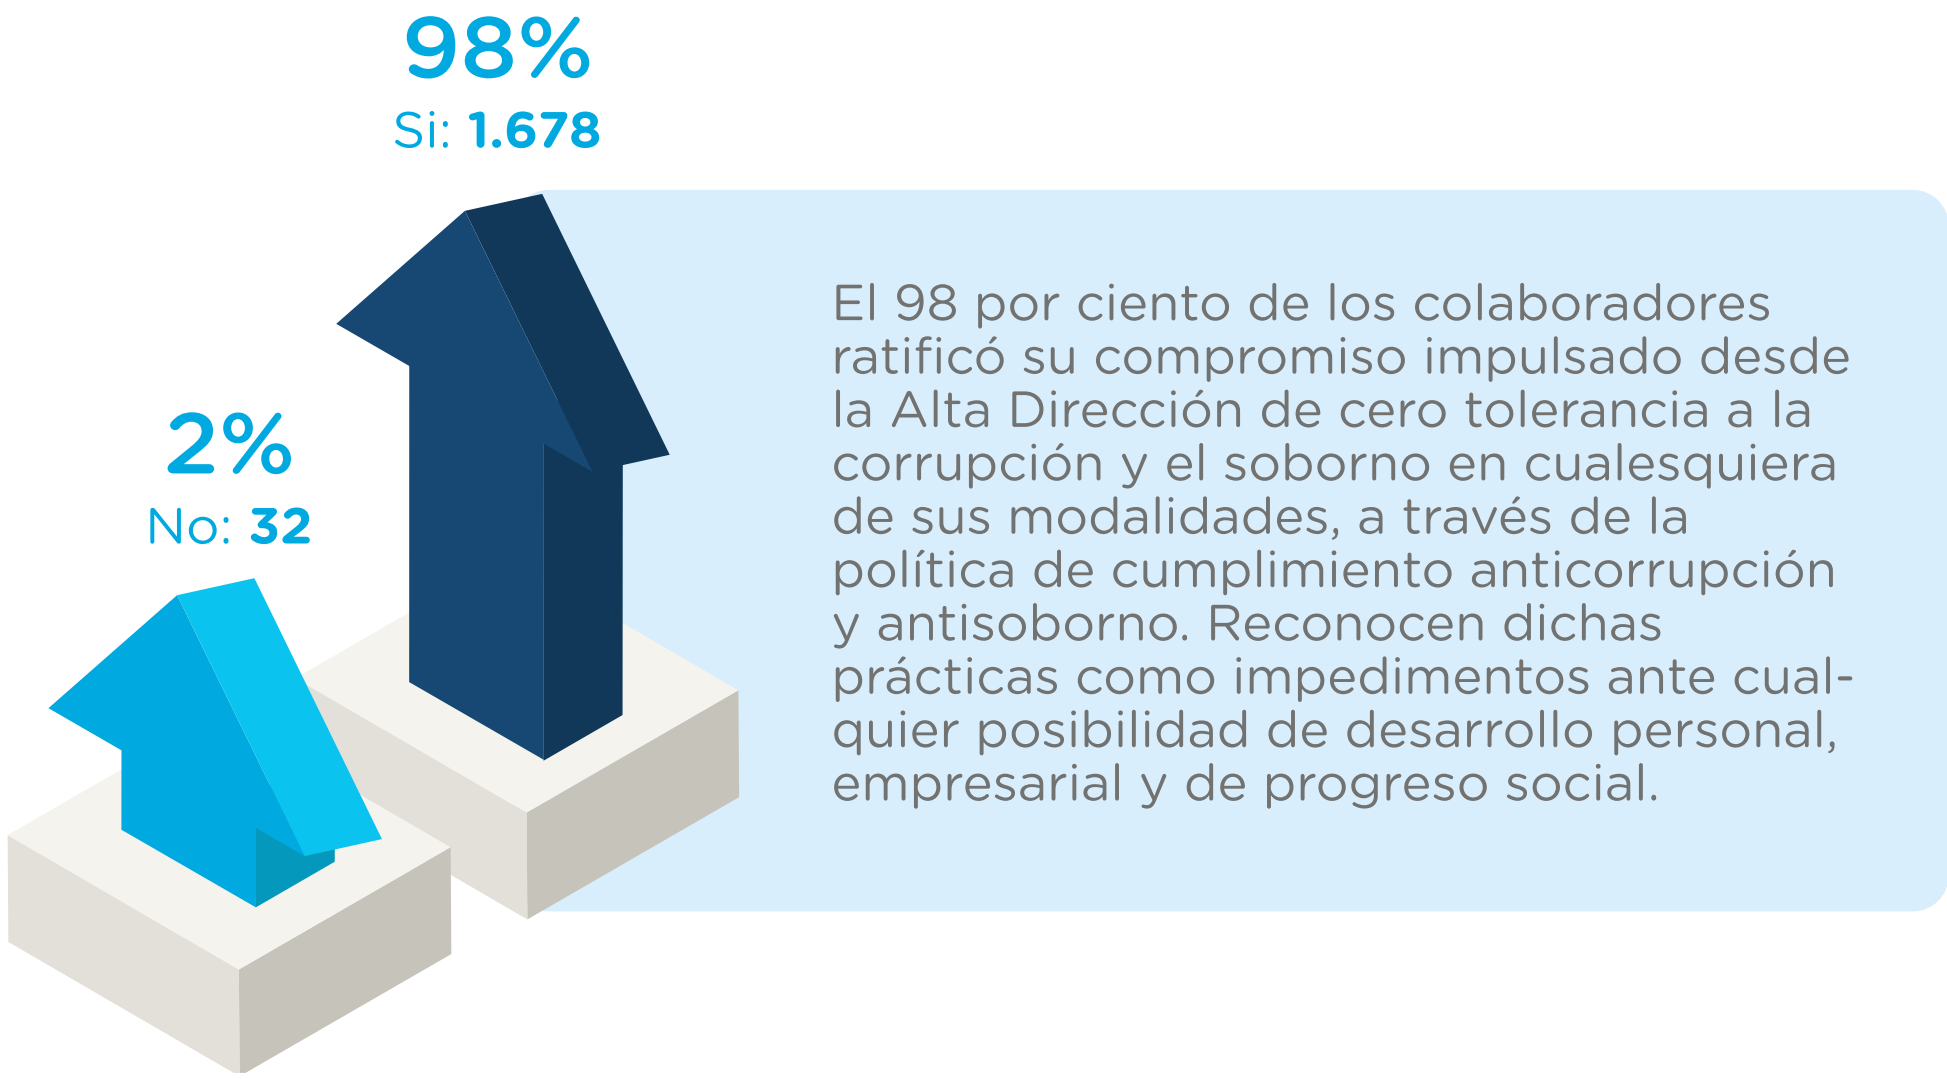 98%
Si: 1.678
2%
No: 32
El 98 por ciento de los colaboradores
ratificó su compromiso impulsado desde
la Alta Dirección de cero tolerancia a la
corrupción y el soborno en cualesquiera
de sus modalidades, a través de la
política de cumplimiento anticorrupción
y antisoborno. Reconocen dichas
prácticas como impedimentos ante cual-
quier posibilidad de desarrollo personal,
empresarial y de progreso social.